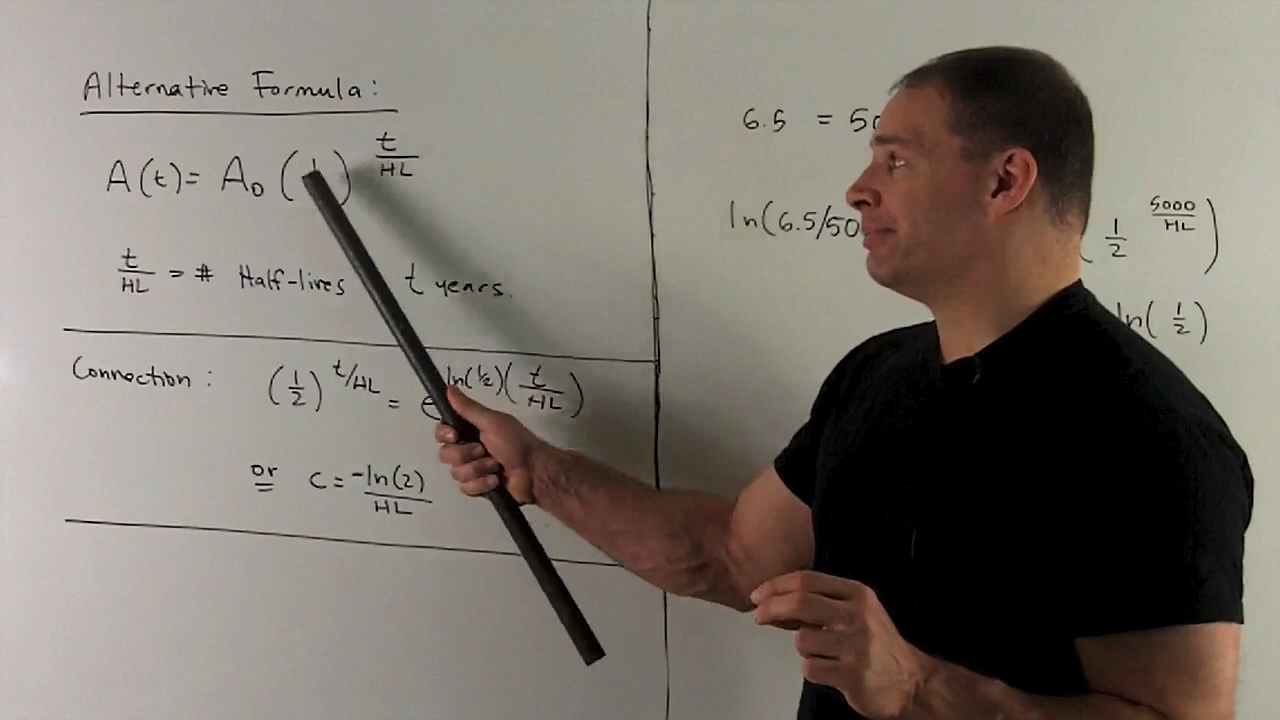 Alternative Formula:
A(t) = A₀ (1 ) t/HL
t/HL = # Half-lives t years.
Connection: (1/2)^t/HL = e ln(1/2)(t/HL)
or c = -ln(2)/HL
6.5 = 50
ln(6.5/50
(1/2 5000/HL)
ln(1/2)